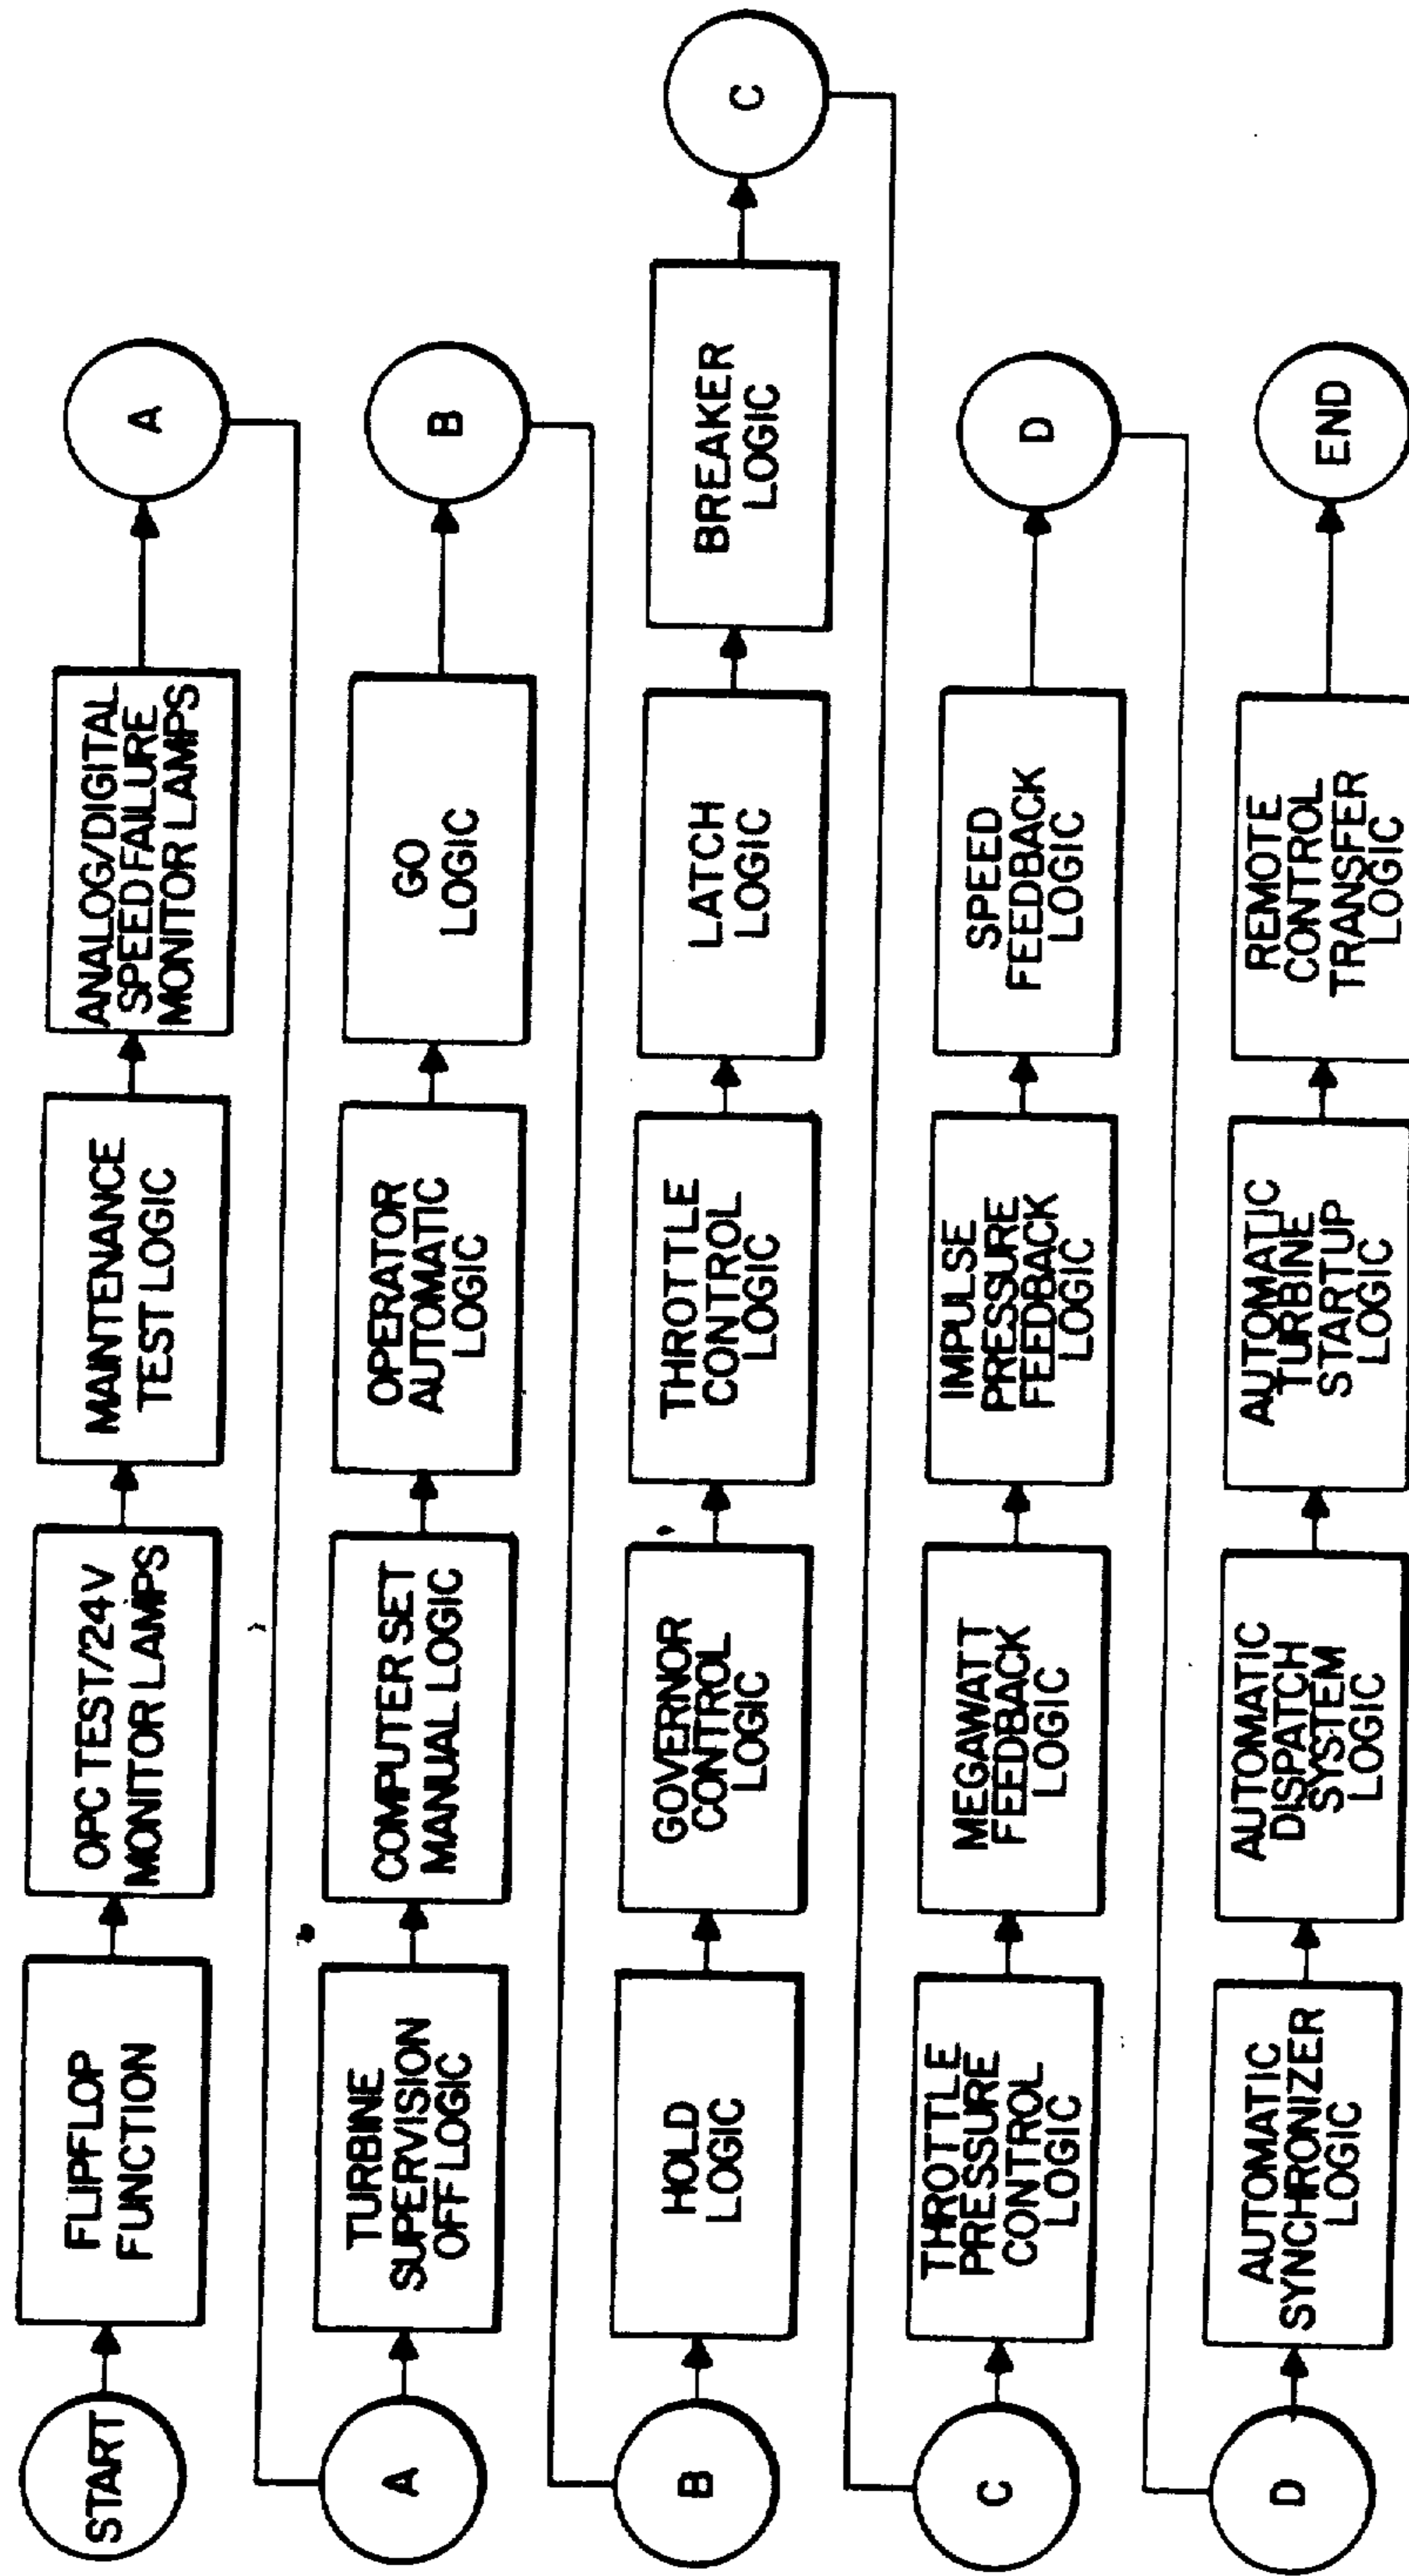 START
FLIPFLOP
FUNCTION
OPC TEST/24V
MONITOR LAMPS
MAINTENANCE
TEST LOGIC
ANALOG/DIGITAL
SPEED FAILURE
MONITOR LAMPS
A
A
TURBINE
SUPERVISION
OFF LOGIC
COMPUTER SET
MANUAL LOGIC
OPERATOR
AUTOMATIC
LOGIC
GO
LOGIC
B
B
HOLD
LOGIC
GOVERNOR
CONTROL
LOGIC
THROTTLE
CONTROL
LOGIC
LATCH
LOGIC
BREAKER
LOGIC
C
C
THROTTLE
PRESSURE
CONTROL
LOGIC
MEGAWATT
FEEDBACK
LOGIC
IMPULSE
PRESSURE
FEEDBACK
LOGIC
SPEED
FEEDBACK
LOGIC
D
D
AUTOMATIC
SYNCHRONIZER
LOGIC
AUTOMATIC
DISPATCH
SYSTEM
LOGIC
AUTOMATIC
TURBINE
STARTUP
LOGIC
REMOTE
CONTROL
TRANSFER
LOGIC
END